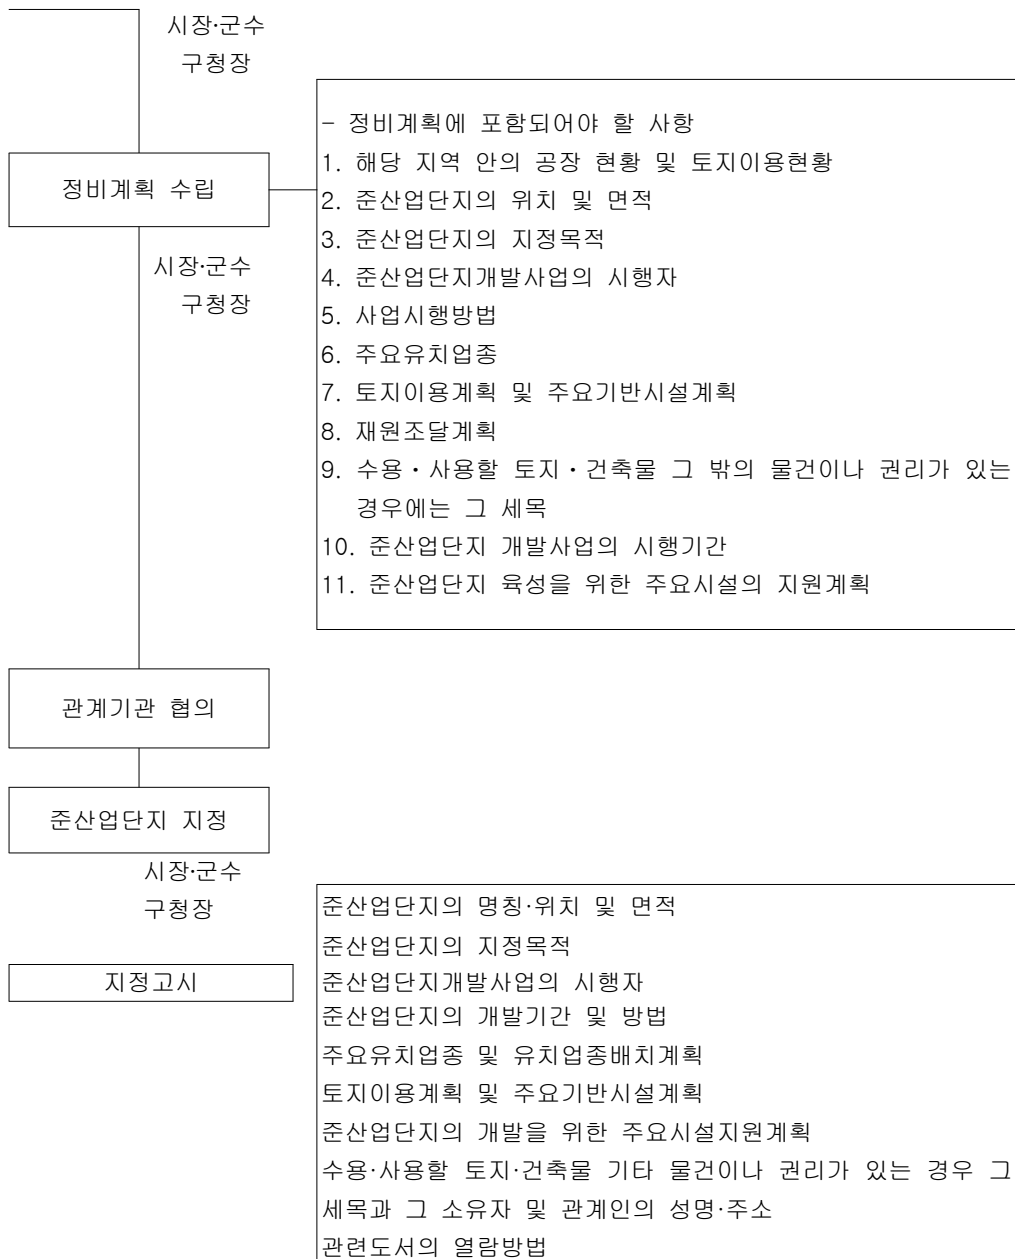 시장·군수
구청장
정비계획 수립
시장·군수
구청장
- 정비계획에 포함되어야 할 사항
1. 해당 지역 안의 공장 현황 및 토지이용현황
2. 준산업단지의 위치 및 면적
3. 준산업단지의 지정목적
4. 준산업단지개발사업의 시행자
5. 사업시행방법
6. 주요유치업종
7. 토지이용계획 및 주요기반시설계획
8. 재원조달계획
9. 수용·사용할 토지·건축물 그 밖의 물건이나 권리가 있는
경우에는 그 세목
10. 준산업단지 개발사업의 시행기간
11. 준산업단지 육성을 위한 주요시설의 지원계획
관계기관 협의
준산업단지 지정
시장·군수
구청장
지정고시
준산업단지의 명칭·위치 및 면적
준산업단지의 지정목적
준산업단지개발사업의 시행자
준산업단지의 개발기간 및 방법
주요유치업종 및 유치업종배치계획
토지이용계획 및 주요기반시설계획
준산업단지의 개발을 위한 주요시설지원계획
수용·사용할 토지·건축물 기타 물건이나 권리가 있는 경우 그
세목과 그 소유자 및 관계인의 성명·주소
관련도서의 열람방법